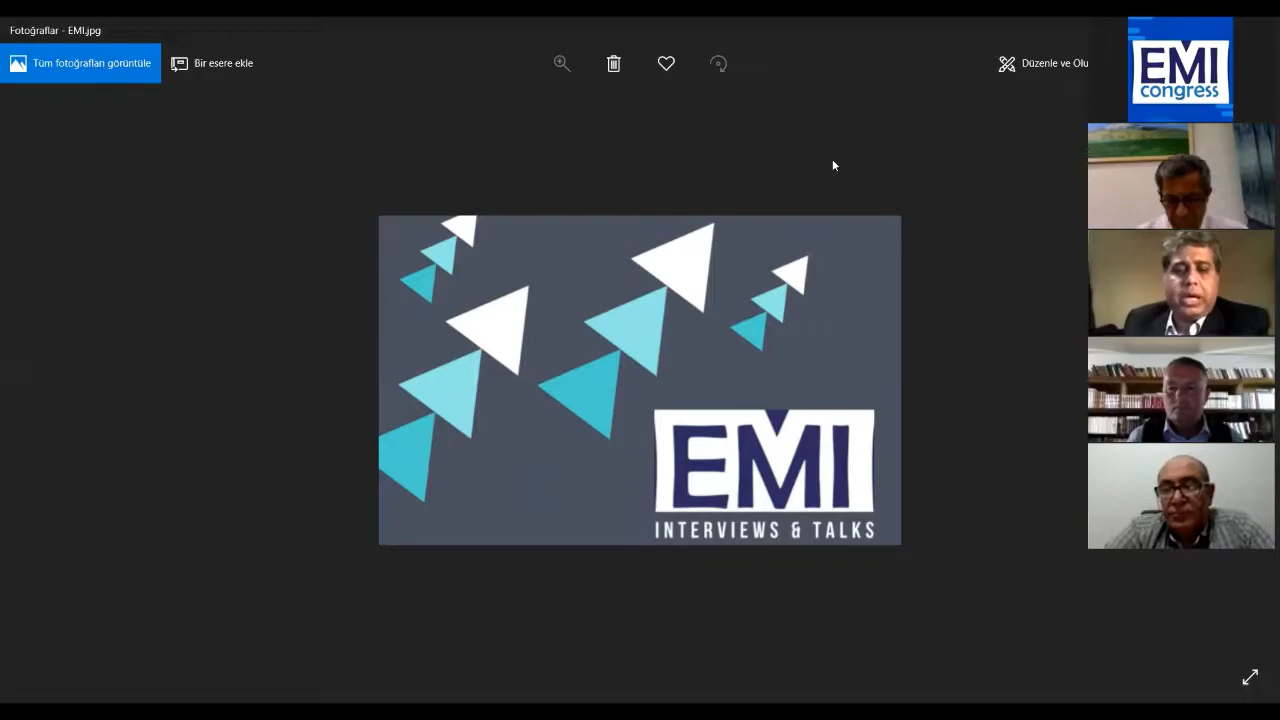 Fotoğraflar - EMI.jpg
Tüm fotoğrafları görüntüle
Bir esere ekle
Düzenle ve Olu
EMI
congress
EMI
INTERVIEWS & TALKS